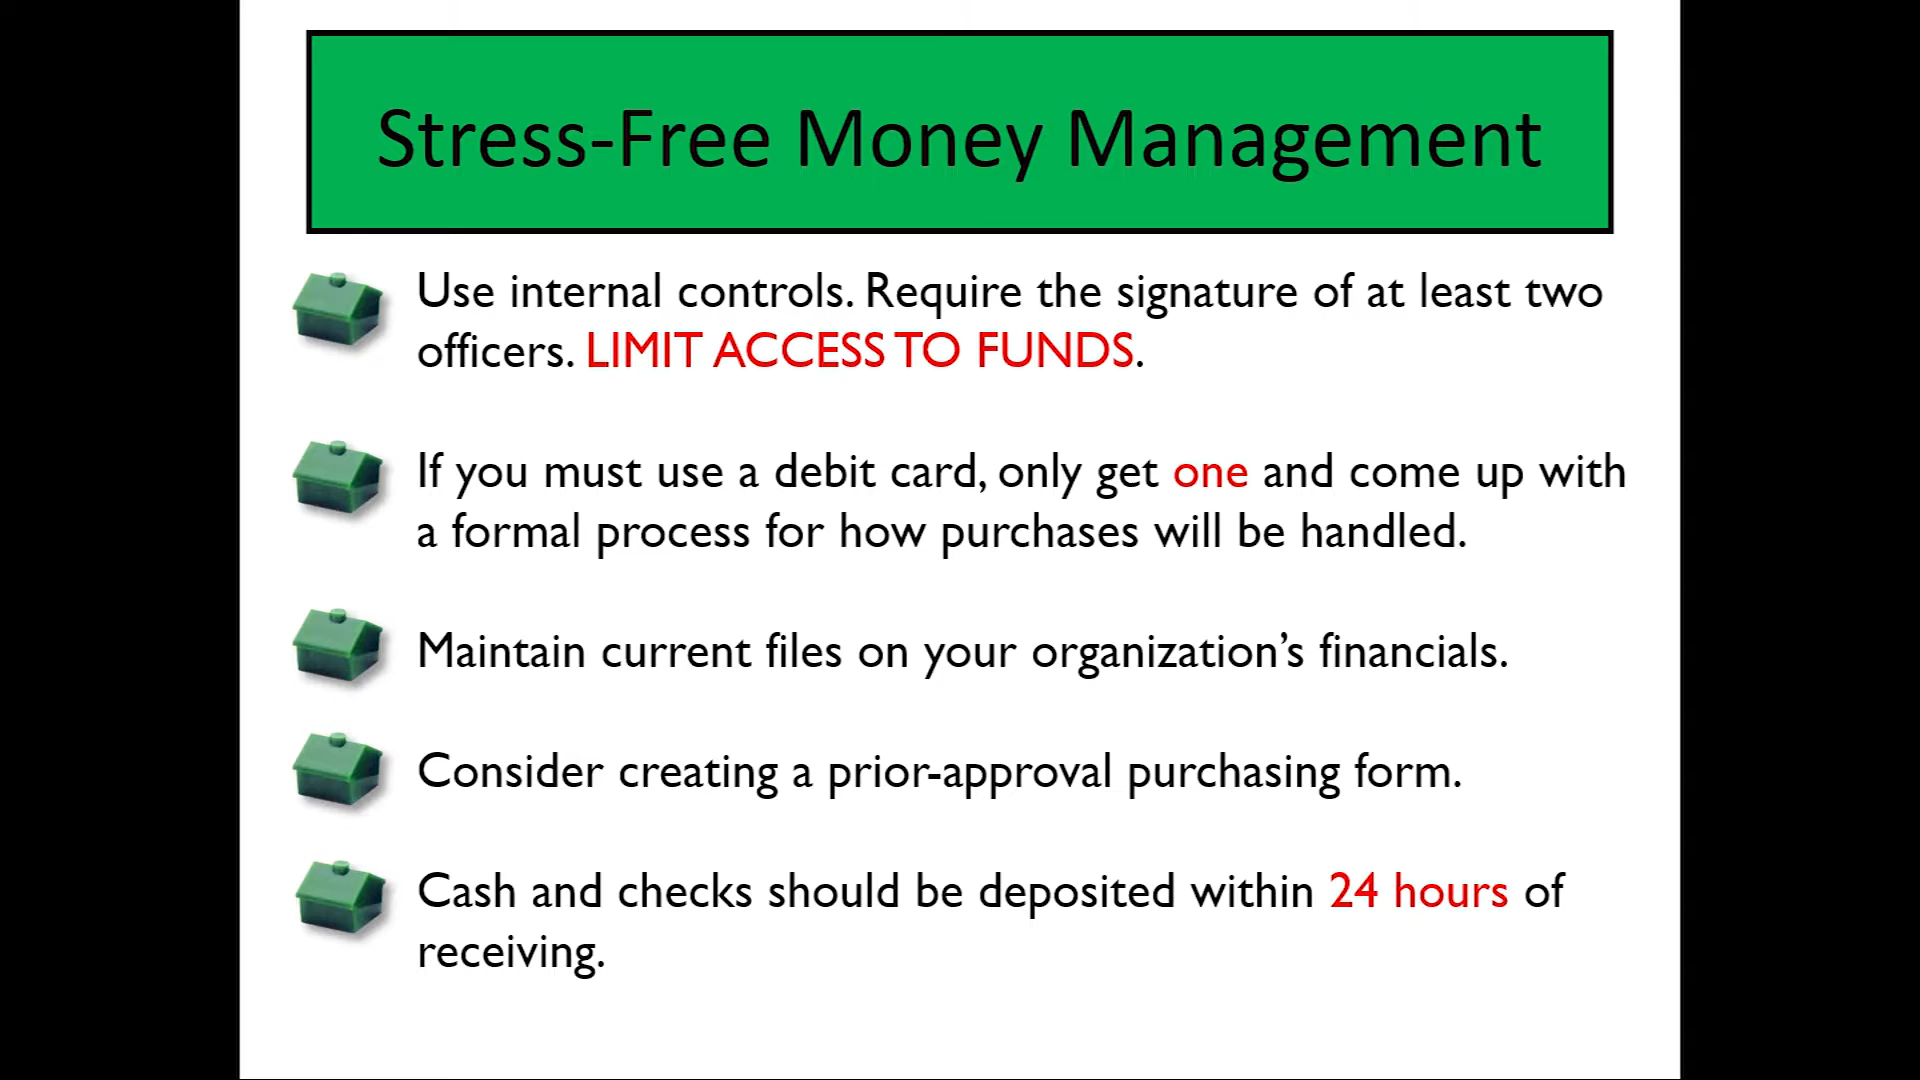 Stress-Free Money Management
Use internal controls. Require the signature of at least two
officers. LIMIT ACCESS TO FUNDS.
If you must use a debit card, only get one and come up with
a formal process for how purchases will be handled.
Maintain current files on your organization’s financials.
Consider creating a prior-approval purchasing form.
Cash and checks should be deposited within 24 hours of
receiving.